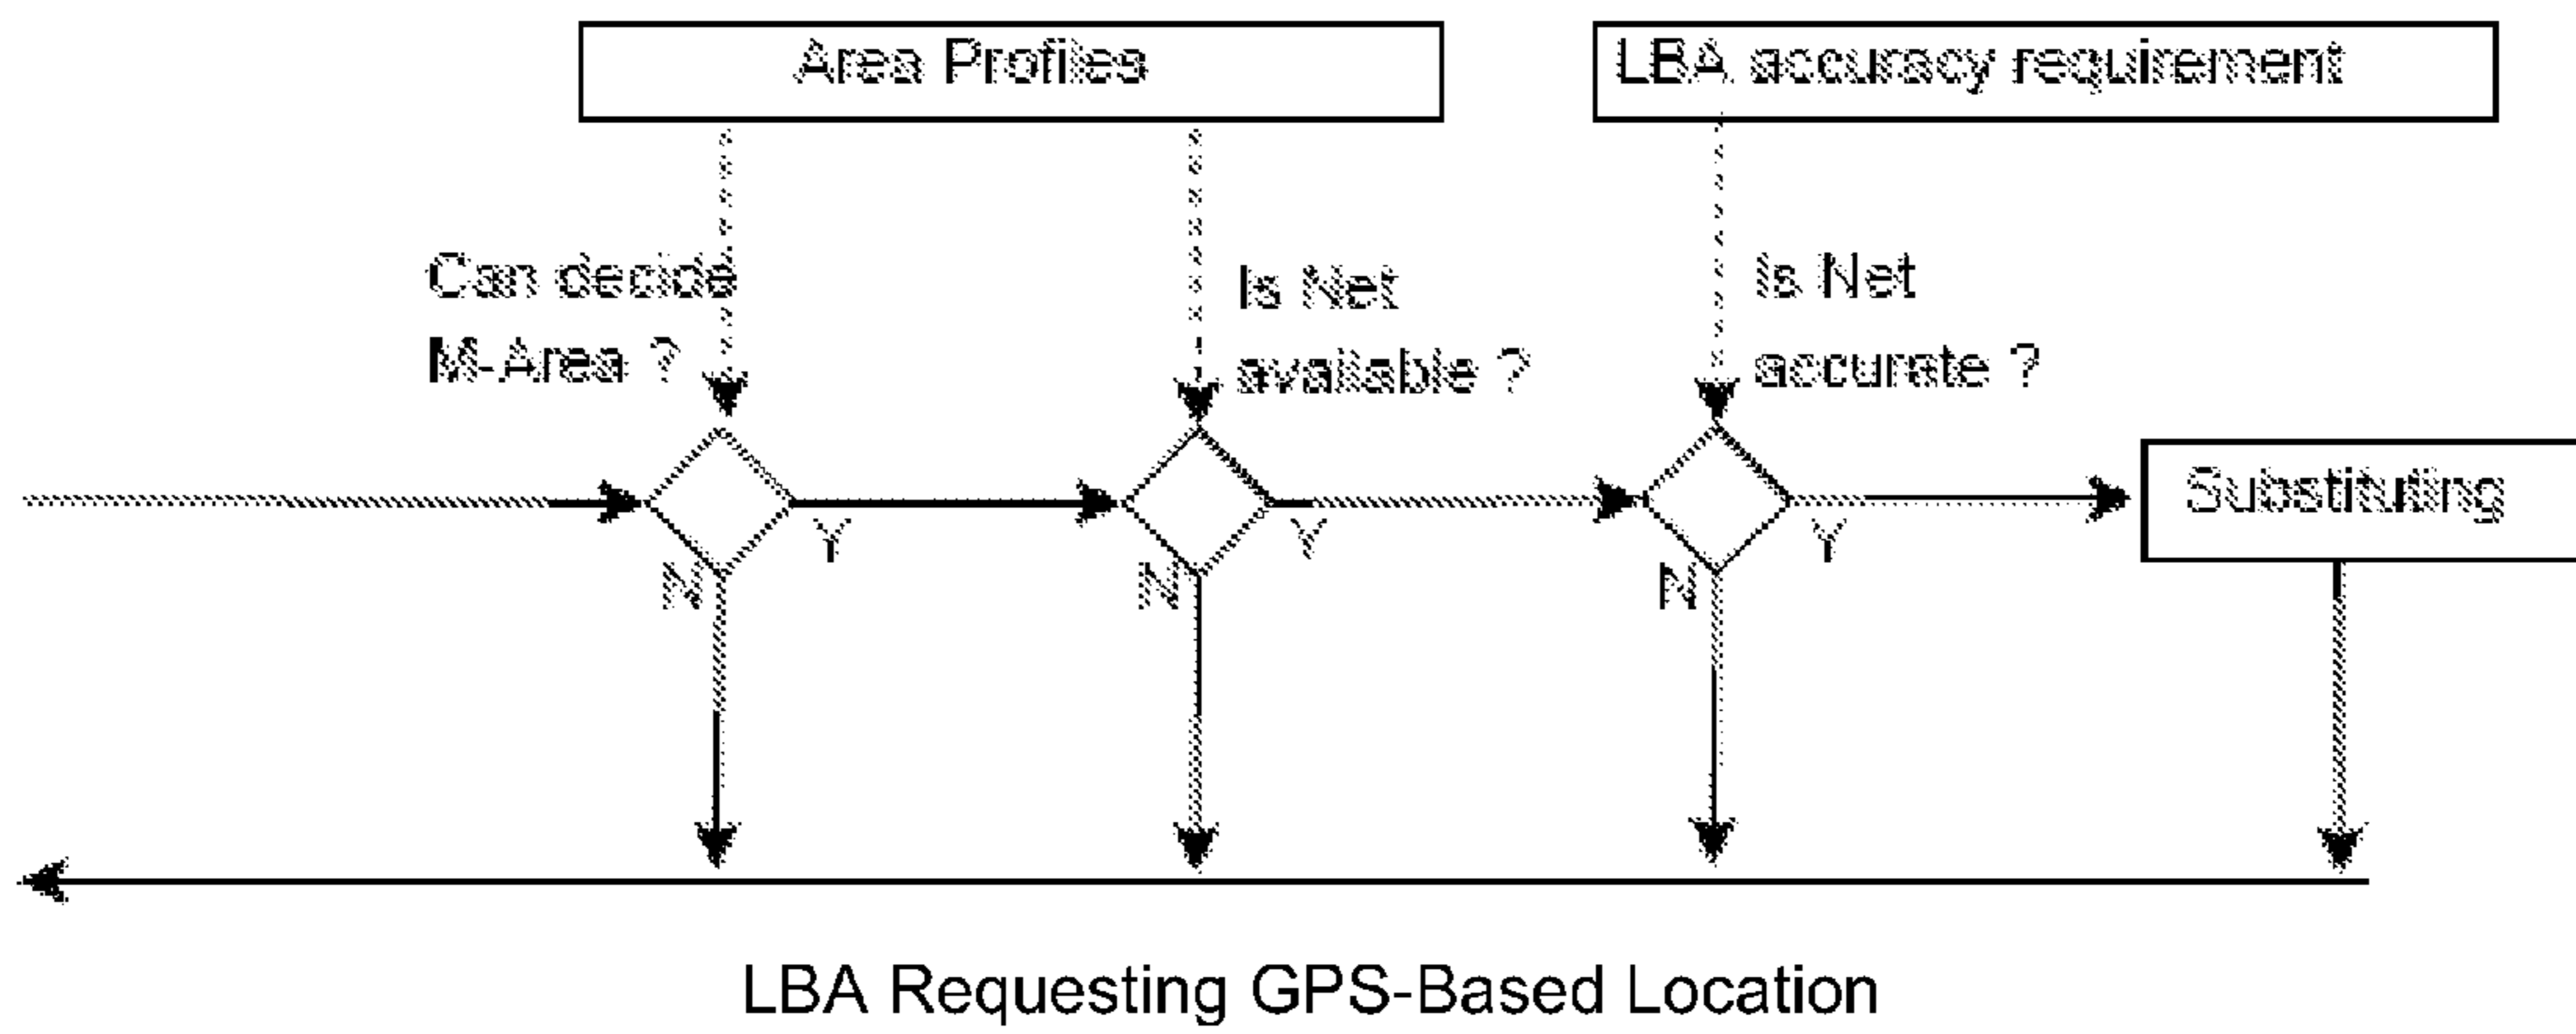 Area Profiles
LBA accuracy requirement
Can decide
M-Area ?
Is Net
available ?
Is Net
accurate ?
Y
N
Y
N
Y
N
Substituting
LBA Requesting GPS-Based Location